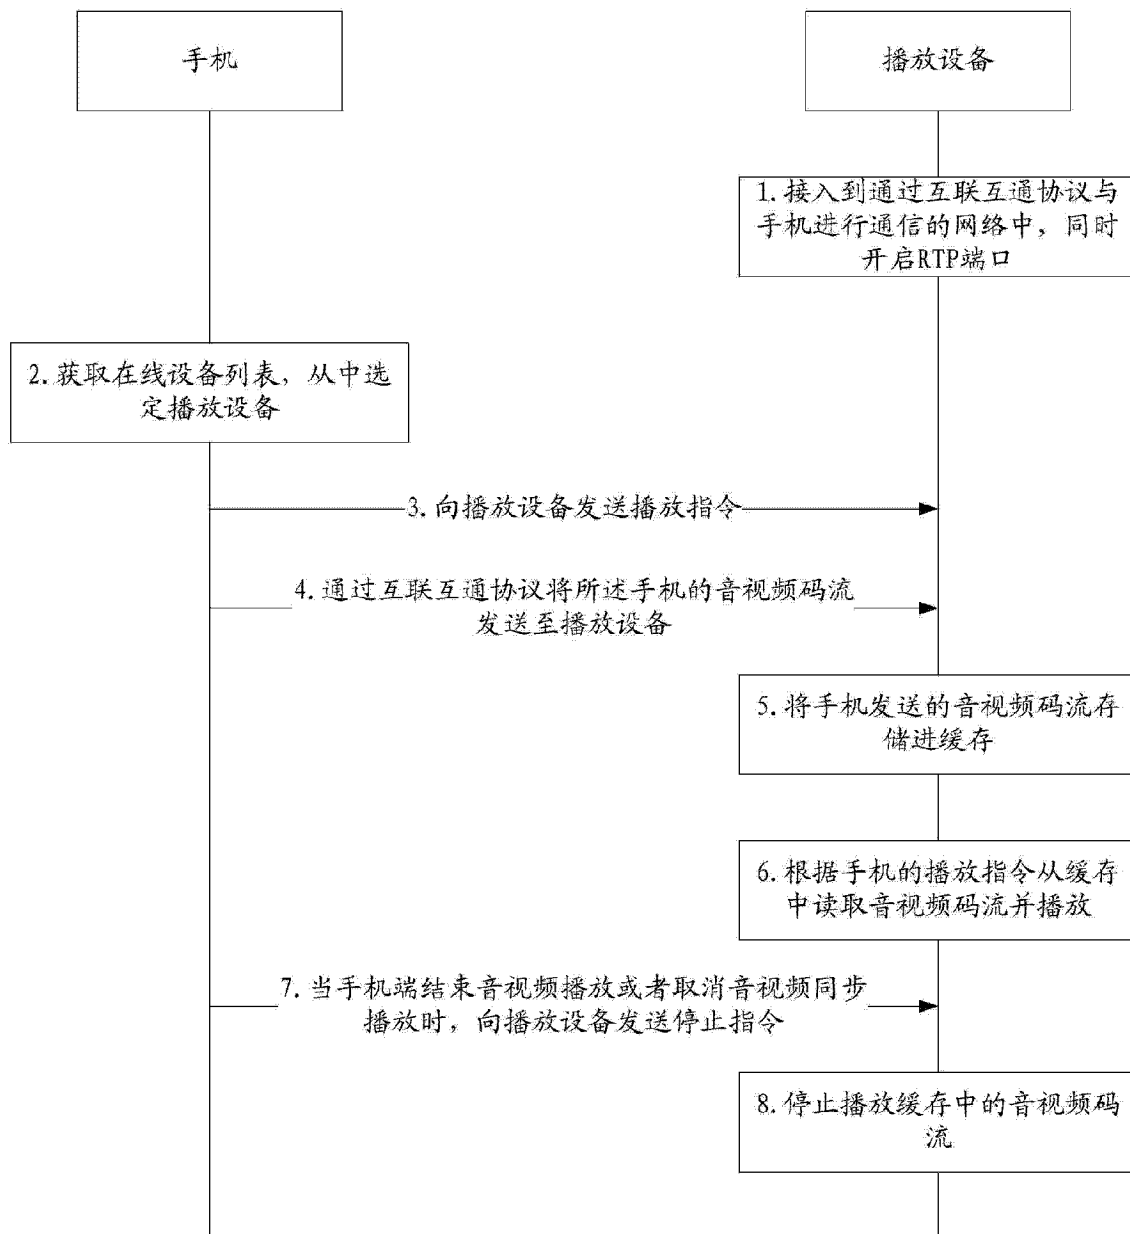 手机
播放设备
1.接入到通过互联互通协议与
手机进行通信的网络中，同时
开启RTP端口
2.获取在线设备列表，从中选
定播放设备
3.向播放设备发送播放指令
4.通过互联互通协议将所述手机的音视频码流
发送至播放设备
5.将手机发送的音视频码流存
储进缓存
6.根据手机的播放指令从缓存
中读取音视频码流并播放
7.当手机端结束音视频播放或者取消音视频同步
播放时，向播放设备发送停止指令
8.停止播放缓存中的音视频码
流